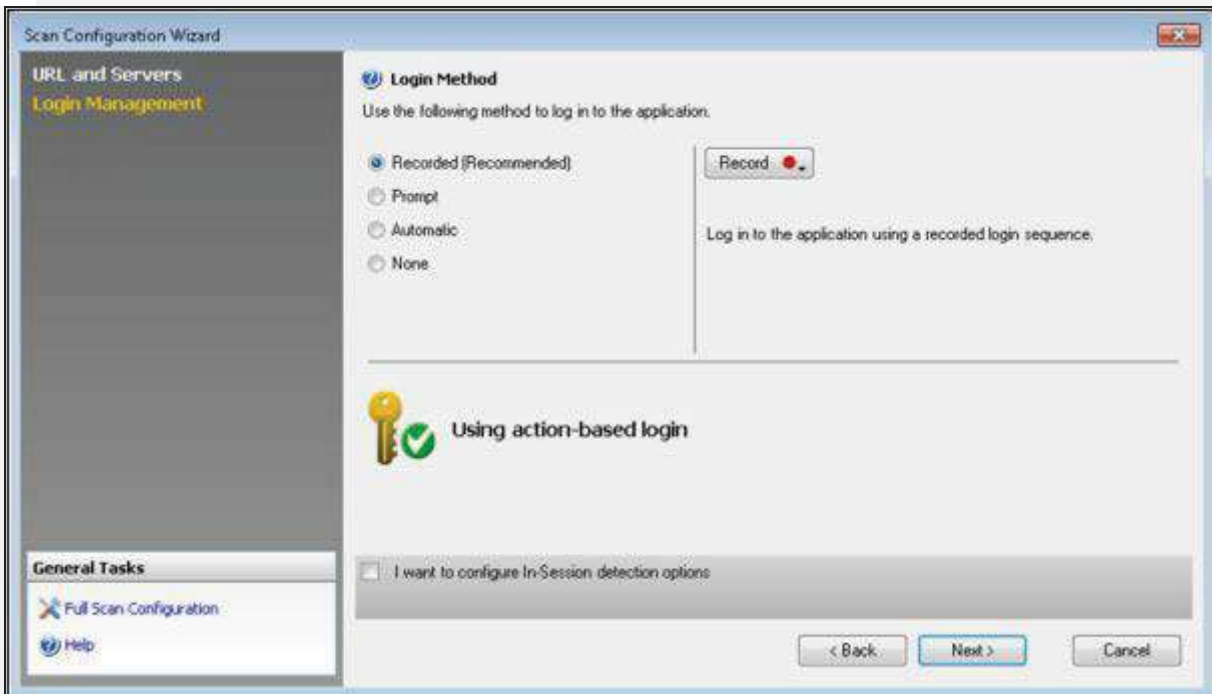 Scan Configuration Wizard
URL and Servers
Login Management
Login Method
Use the following method to log in to the application.
Recorded (Recommended)
Record
Prompt
Automatic
Log in to the application using a recorded login sequence.
None
Using action-based login
General Tasks
I want to configure In-Session detection options
Full Scan Configuration
Help
< Back
Next >
Cancel